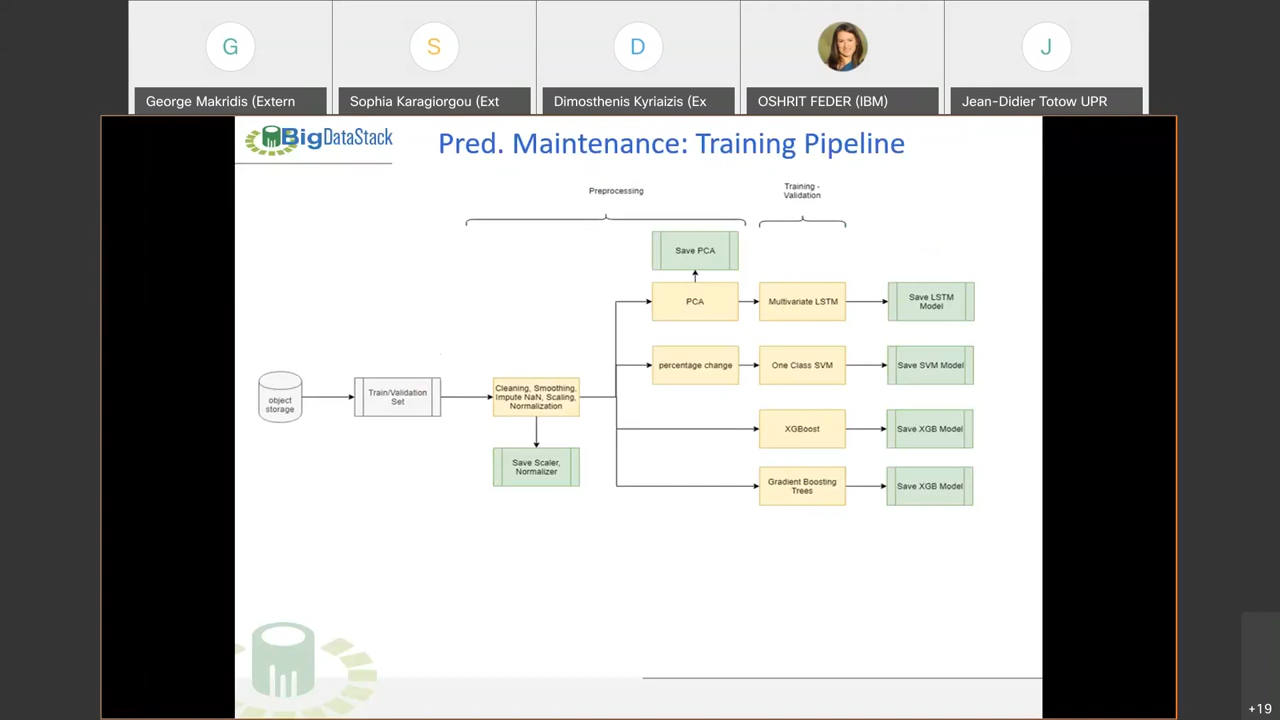 G
S
D
J
George Makridis (Extern
Sophia Karagiorgou (Ext
Dimosthenis Kyriaizis (Ex
OSHRIT FEDER (IBM)
Jean-Didier Totow UPR
BigDataStack
Pred. Maintenance: Training Pipeline
Preprocessing
Training -
Validation
Save PCA
PCA
Multivariate LSTM
Save LSTM
Model
percentage change
One Class SVM
Save SVM Model
object
storage
Train/Validation
Set
Cleaning, Smoothing,
Impute NaN, Scaling,
Normalization
XGBoost
Save XGB Model
Save Scaler,
Normalizer
Gradient Boosting
Trees
Save XGB Model
+19